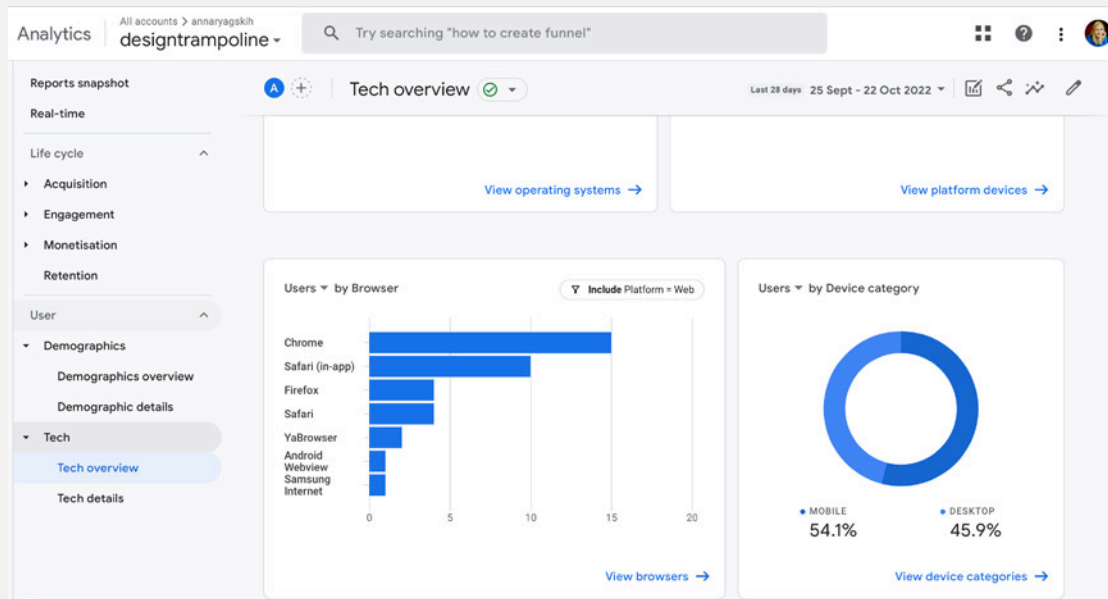 Analytics
All accounts > annaryagskih
designtrampoline
Try searching "how to create funnel"
Reports snapshot
Real-time
Life cycle
Acquisition
Engagement
Monetisation
Retention
User
Demographics
Demographics overview
Demographic details
Tech
Tech overview
Tech details
A
Tech overview
Last 28 days 25 Sept - 22 Oct 2022
View operating systems
View platform devices
Users by Browser
Include Platform = Web
Chrome
Safari (in-app)
Firefox
Safari
YaBrowser
Android
Webview
Samsung
Internet
0 5 10 15 20
View browsers
Users by Device category
MOBILE
54.1%
DESKTOP
45.9%
View device categories